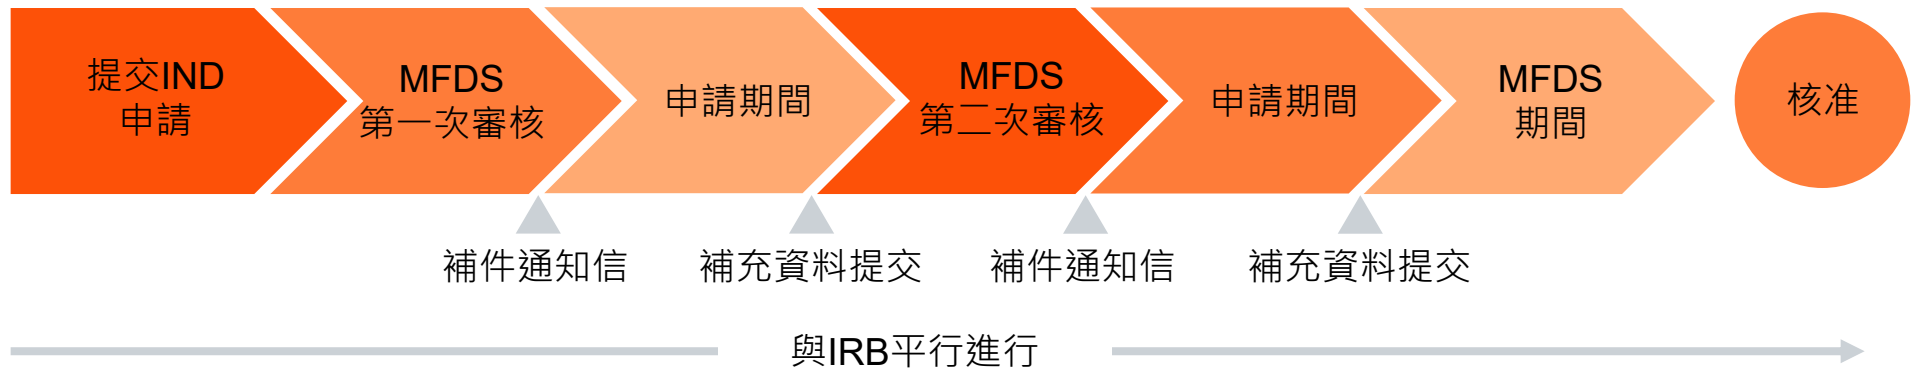 提交IND
申請
MFDS
第一次審核
申請期間
MFDS
第二次審核
申請期間
MFDS
期間
核准
補件通知信
補充資料提交
補件通知信
補充資料提交
與IRB平行進行